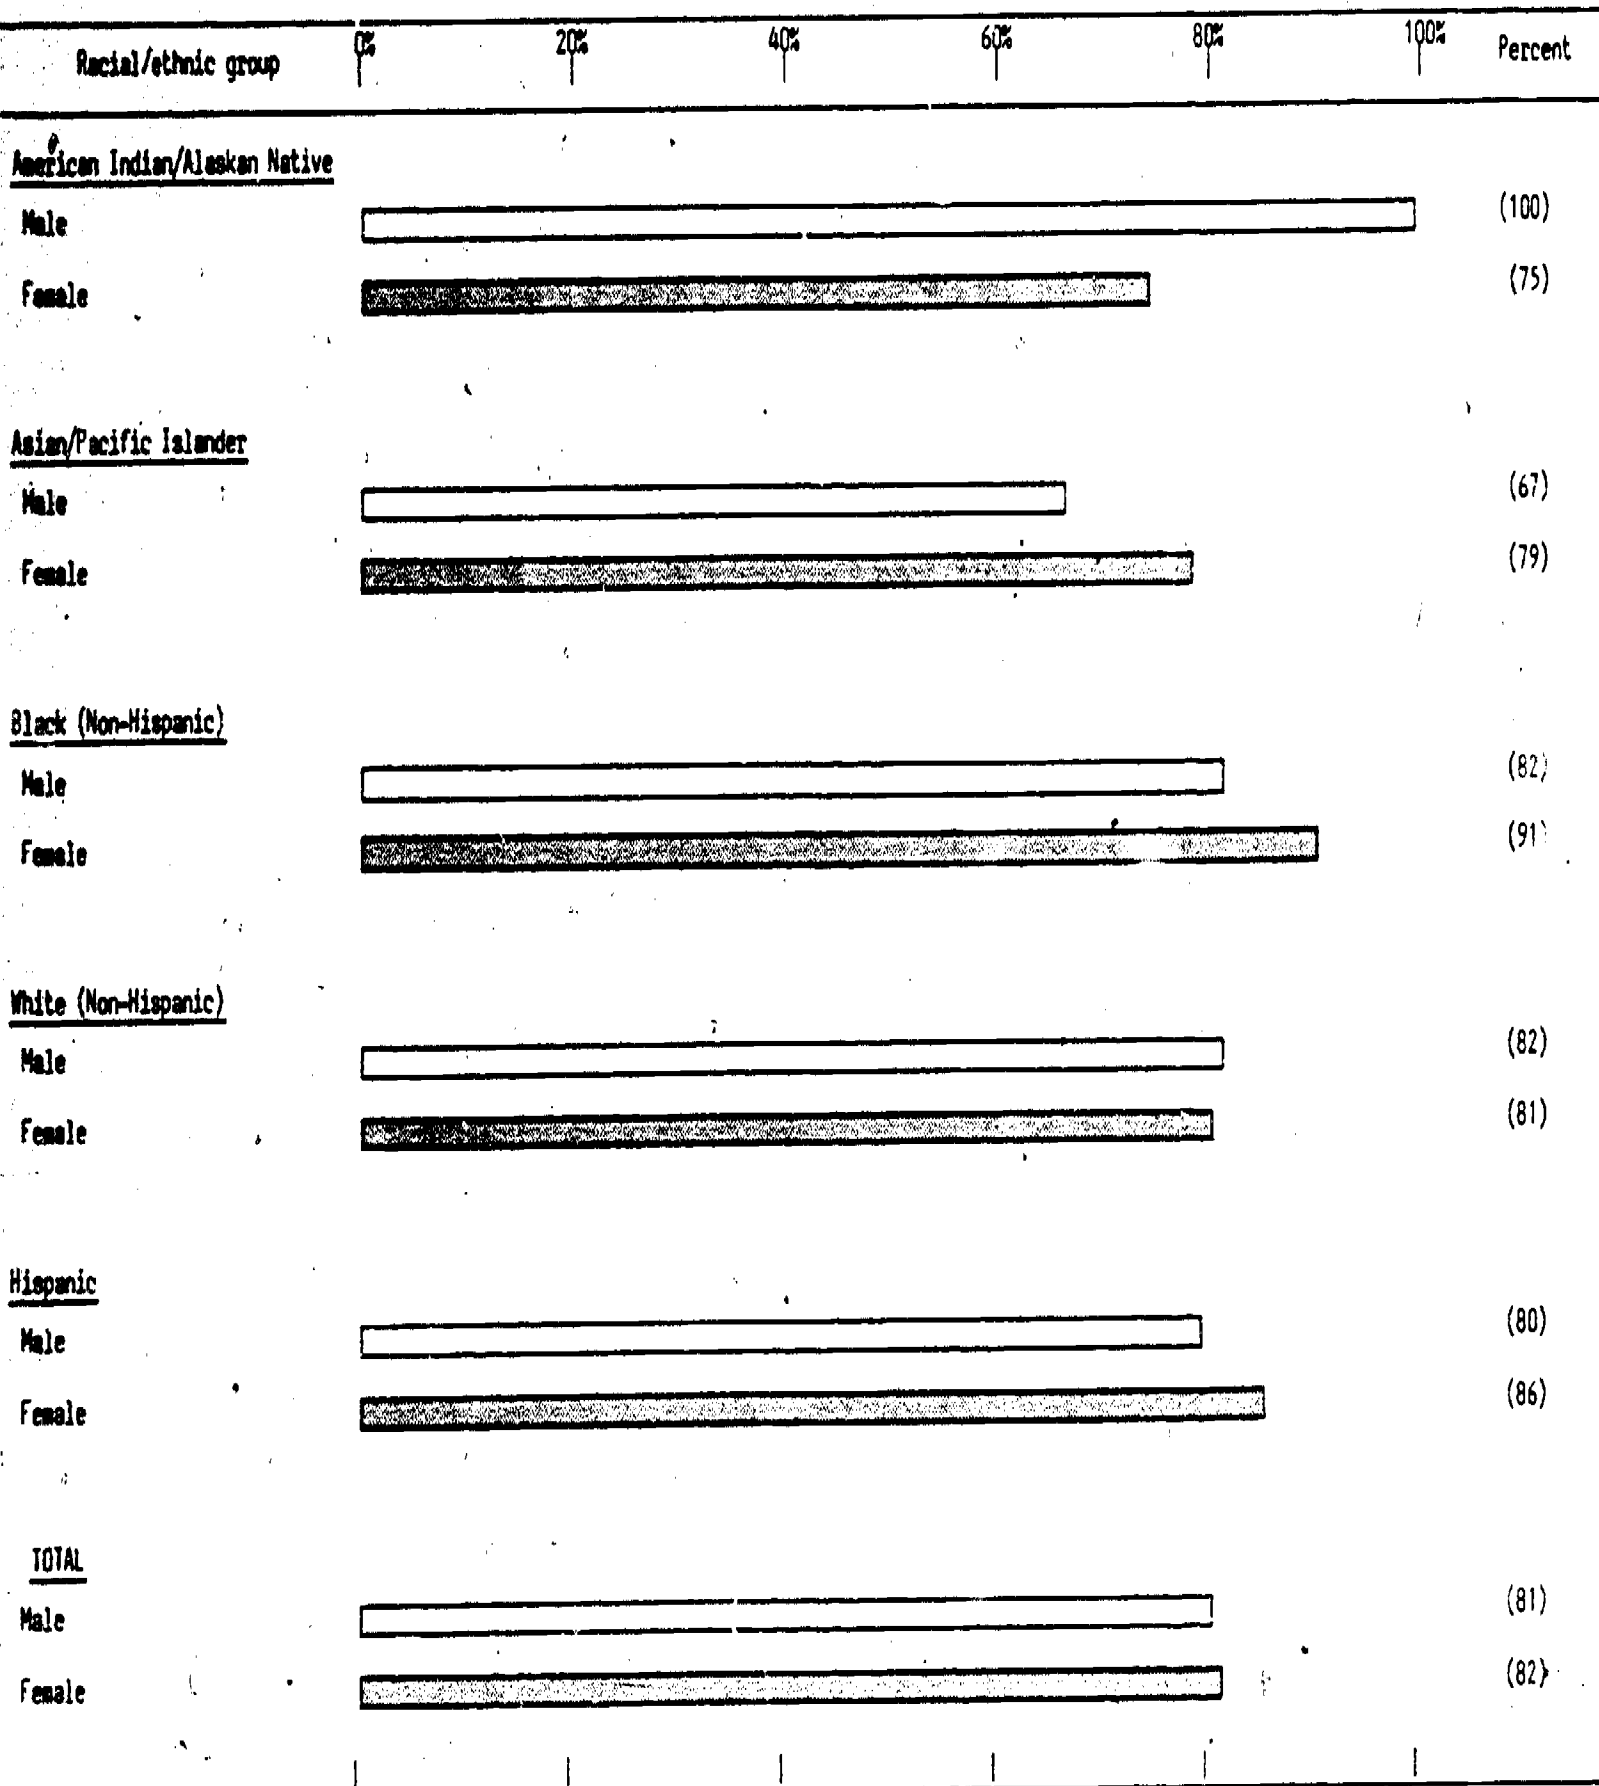 Racial/ethnic group 0% 20% 40% 60% 80% 100% Percent
American Indian/Alaskan Native
Male (100)
Female (75)
Asian/Pacific Islander
Male (67)
Female (79)
Black (Non-Hispanic)
Male (82)
Female (91)
White (Non-Hispanic)
Male (82)
Female (81)
Hispanic
Male (80)
Female (86)
TOTAL
Male (81)
Female (82)